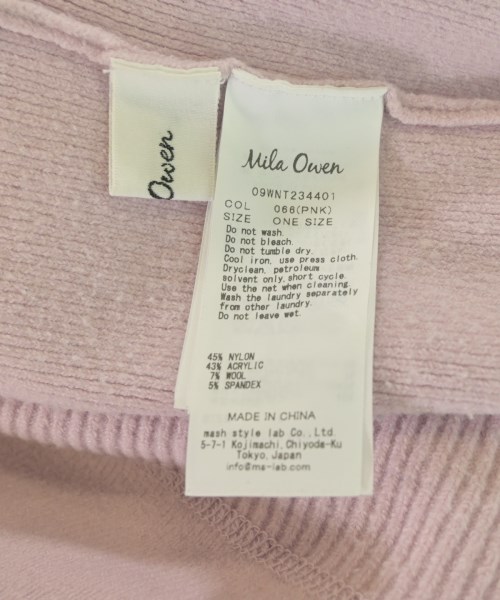 Owen
Mila Owen
09WNT234401
COL 066(PNK)
SIZE ONE SIZE
Do not wash.
Do not bleach.
Do not tumble dry.
Cool iron. use press cloth.
Dryclean, petroleum
solvent only,short cycle.
Use the net when cleaning.
Wash the laundry separately
from other laundry.
Do not leave wet.
45% NYLON
43% ACRYLIC
7% WOOL
5% SPANDEX
MADE IN CHINA
mash style lab Co., Ltd.
5-7-1 Kojimachi, Chiyoda-Ku
Tokyo, Japan
info@ms-lab.com